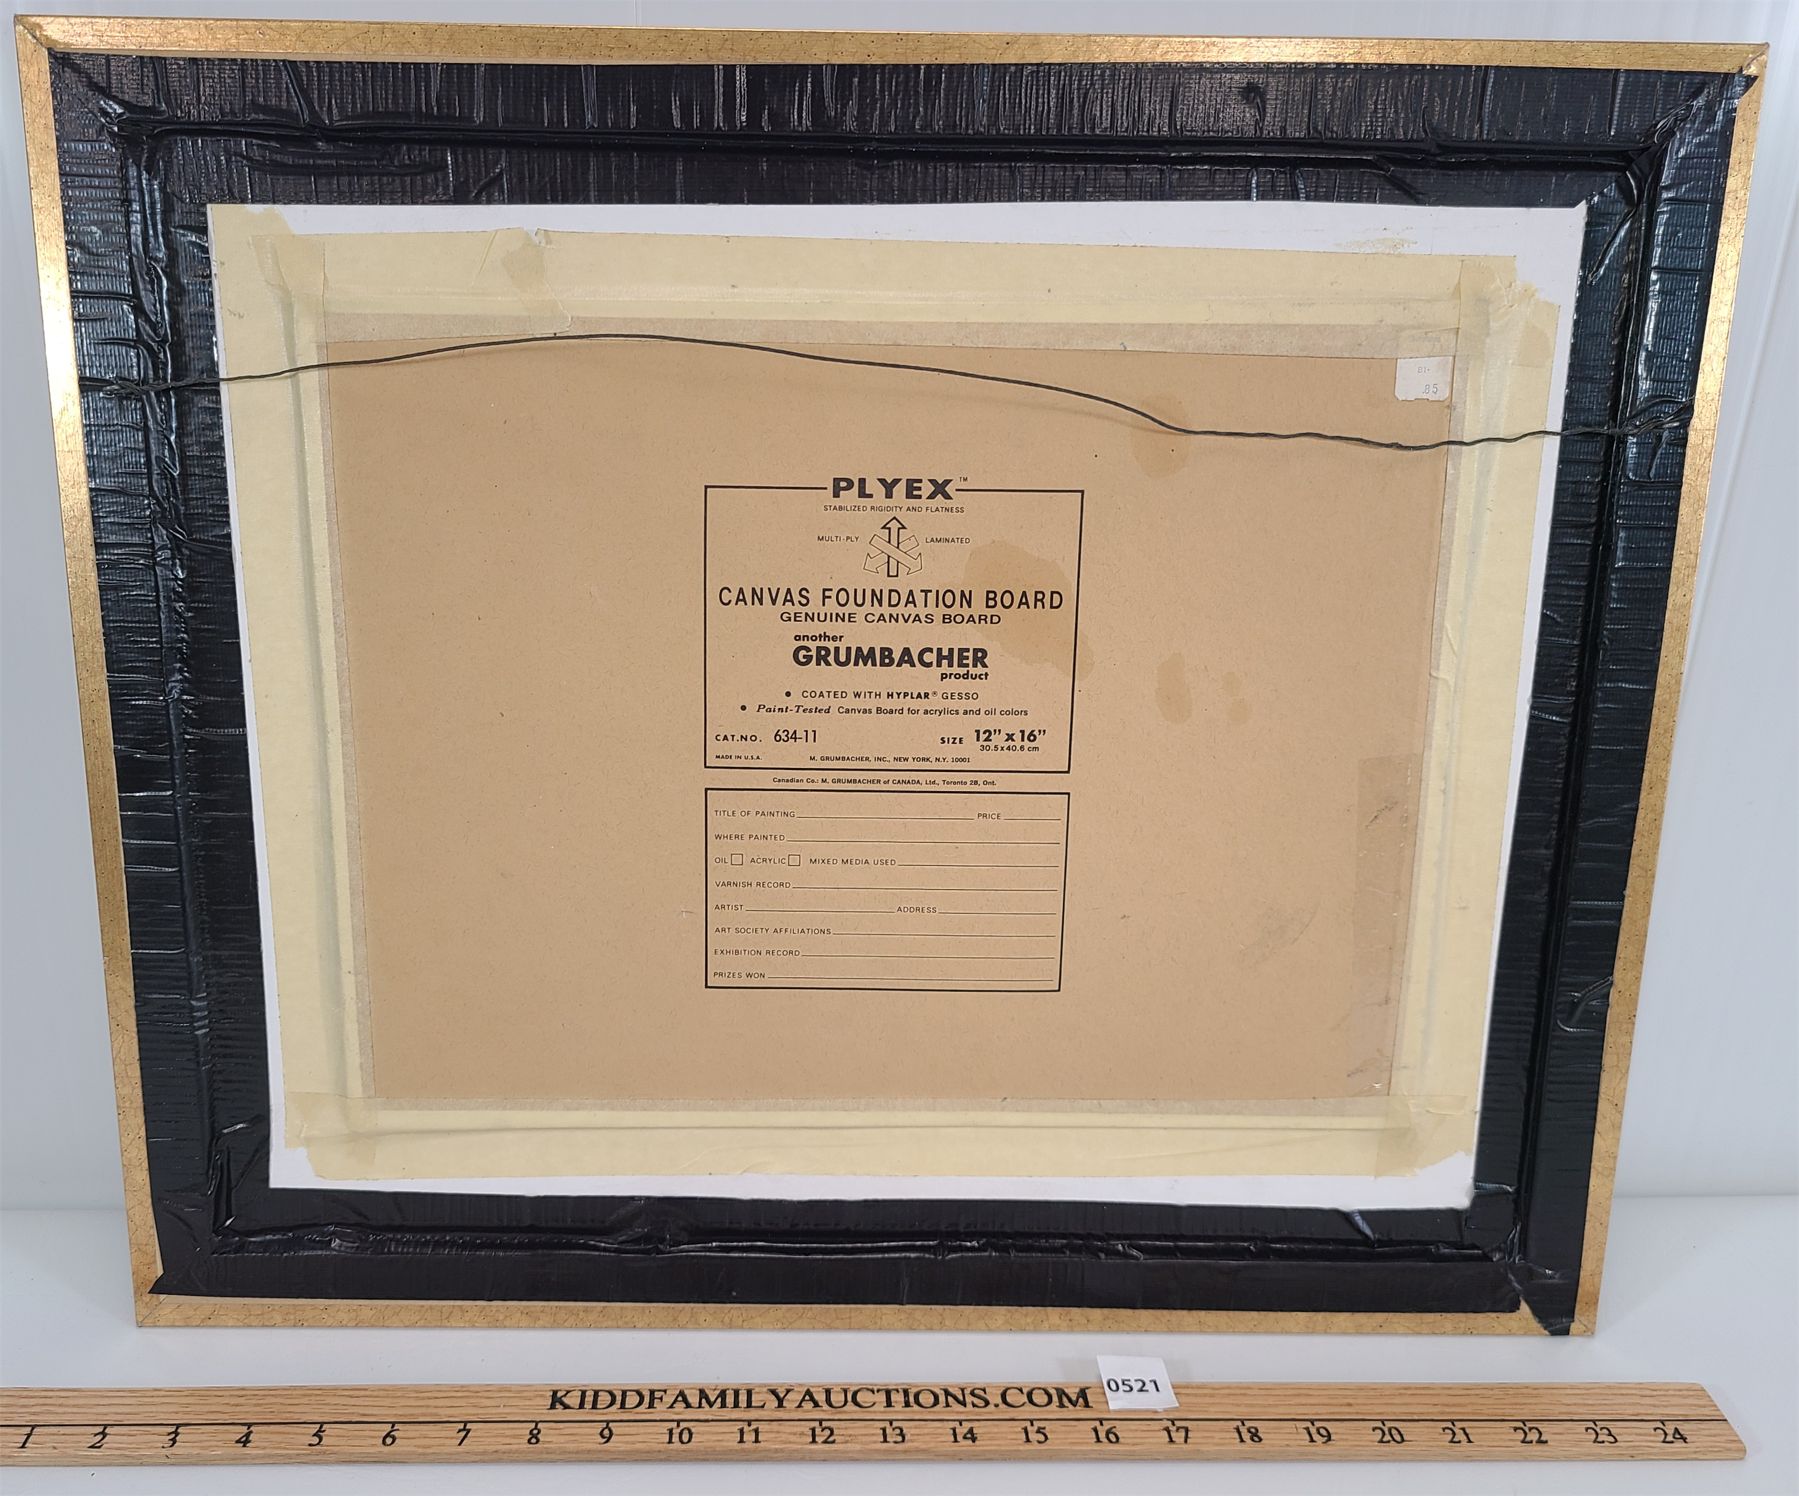 B1-
.85
PLYEX™
STABILIZED RIGIDITY AND FLATNESS
MULTI-PLY LAMINATED
CANVAS FOUNDATION BOARD
GENUINE CANVAS BOARD
another
GRUMBACHER
product
• COATED WITH HYPLAR® GESSO
• Paint-Tested Canvas Board for acrylics and oil colors
CAT.NO. 634-11 SIZE 12” x 16”
30.5 x 40.6 cm
MADE IN U.S.A. M. GRUMBACHER, INC., NEW YORK, N.Y. 10001
Canadian Co.: M. GRUMBACHER of CANADA, Ltd., Toronto 2B, Ont.
TITLE OF PAINTING PRICE
WHERE PAINTED
OIL ACRYLIC MIXED MEDIA USED
VARNISH RECORD
ARTIST ADDRESS
ART SOCIETY AFFILIATIONS
EXHIBITION RECORD
PRIZES WON
KIDDFAMILYAUCTIONS.COM 0521
1 2 3 4 5 6 7 8 9 10 11 12 13 14 15 16 17 18 19 20 21 22 23 24